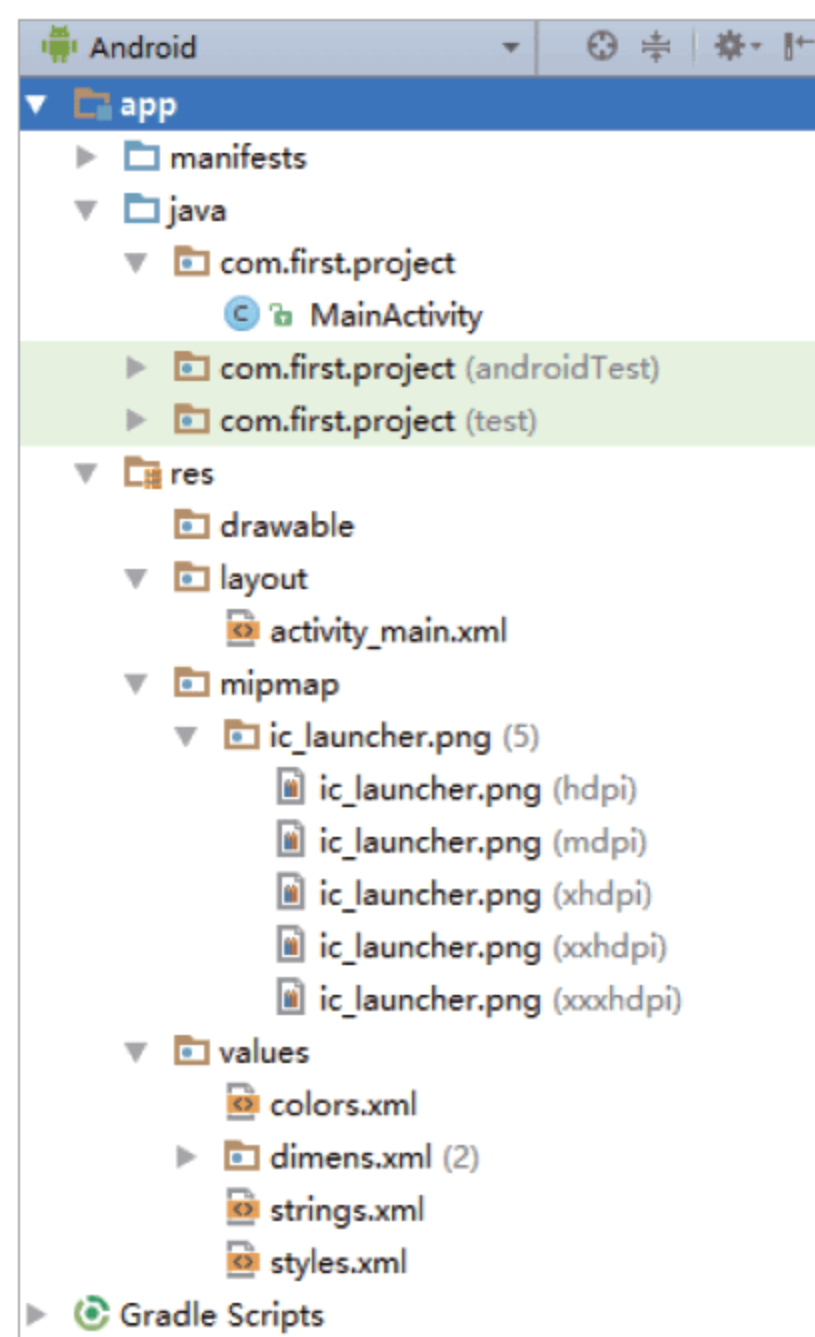 Android
app
manifests
java
com.first.project
C MainActivity
com.first.project (androidTest)
com.first.project (test)
res
drawable
layout
activity_main.xml
mipmap
ic_launcher.png (5)
ic_launcher.png (hdpi)
ic_launcher.png (mdpi)
ic_launcher.png (xhdpi)
ic_launcher.png (xxhdpi)
ic_launcher.png (xxxhdpi)
values
colors.xml
dimens.xml (2)
strings.xml
styles.xml
Gradle Scripts